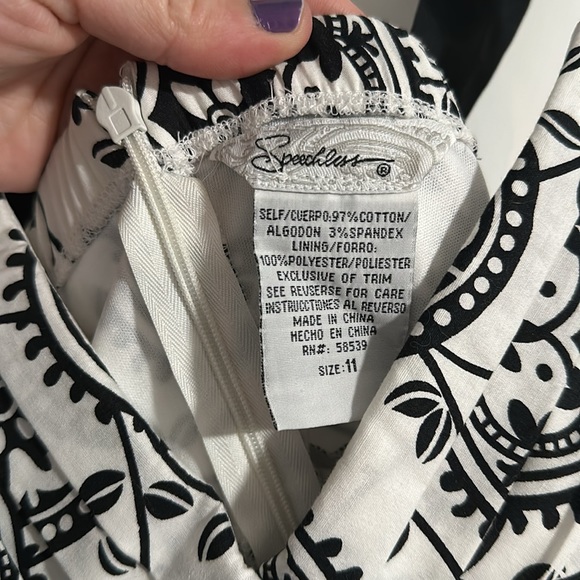 Speechless ®
SELF/CUERPO:97%COTTON/
ALGODON 3%SPANDEX
LINING/FORRO:
100%POLYESTER/POLIESTER
EXCLUSIVE OF TRIM
SEE REVERSE FOR CARE
INSTRUCTIONES AL REVERSO
MADE IN CHINA
HECHO EN CHINA
RN#: 58539
SIZE:11